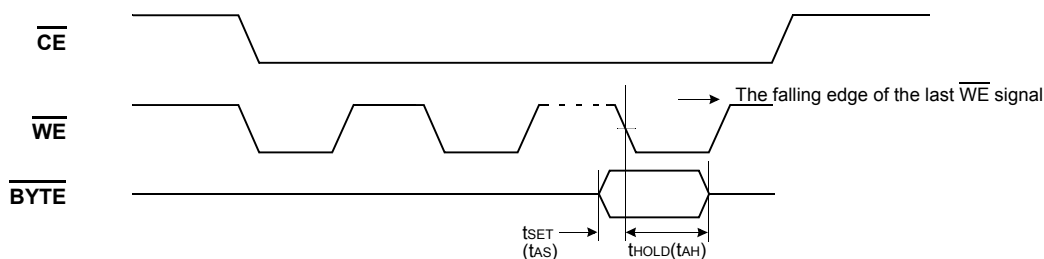 CE
The falling edge of the last WE signal
WE
BYTE
tSET
(tAS)
tHOLD(tAH)